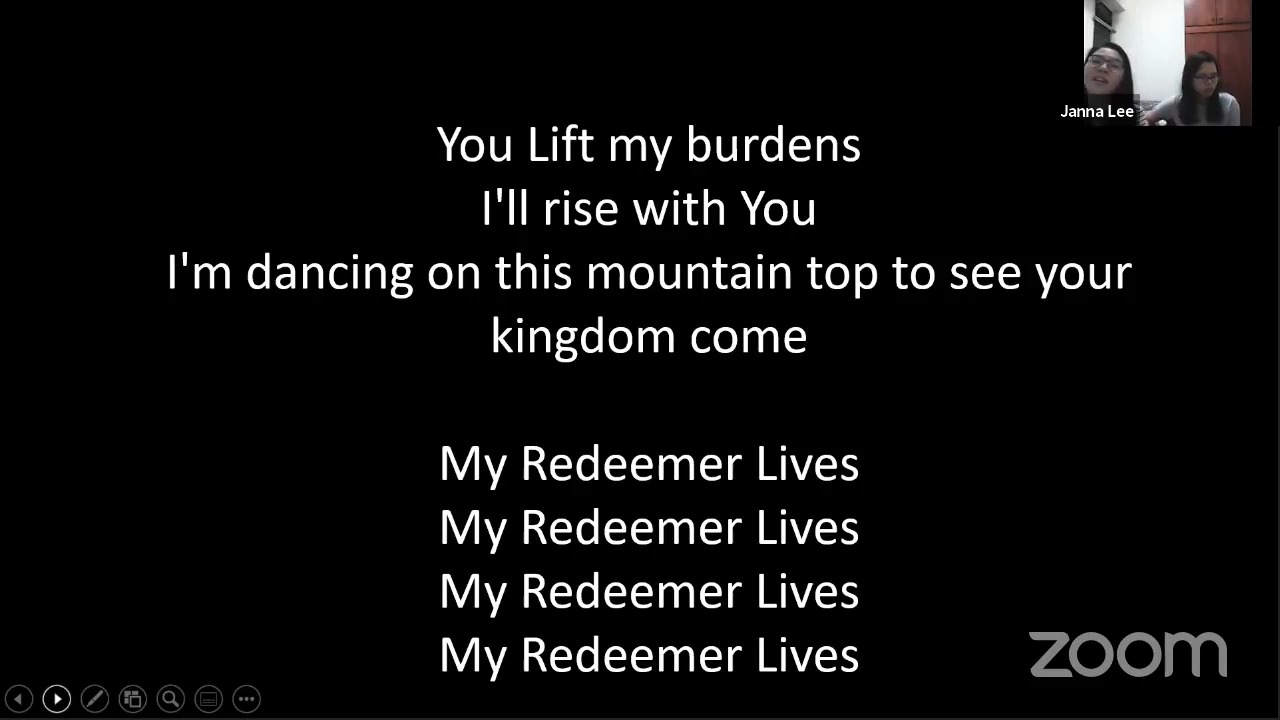 Janna Lee
You Lift my burdens
I'll rise with You
I'm dancing on this mountain top to see your
kingdom come
My Redeemer Lives
My Redeemer Lives
My Redeemer Lives
My Redeemer Lives
zoom